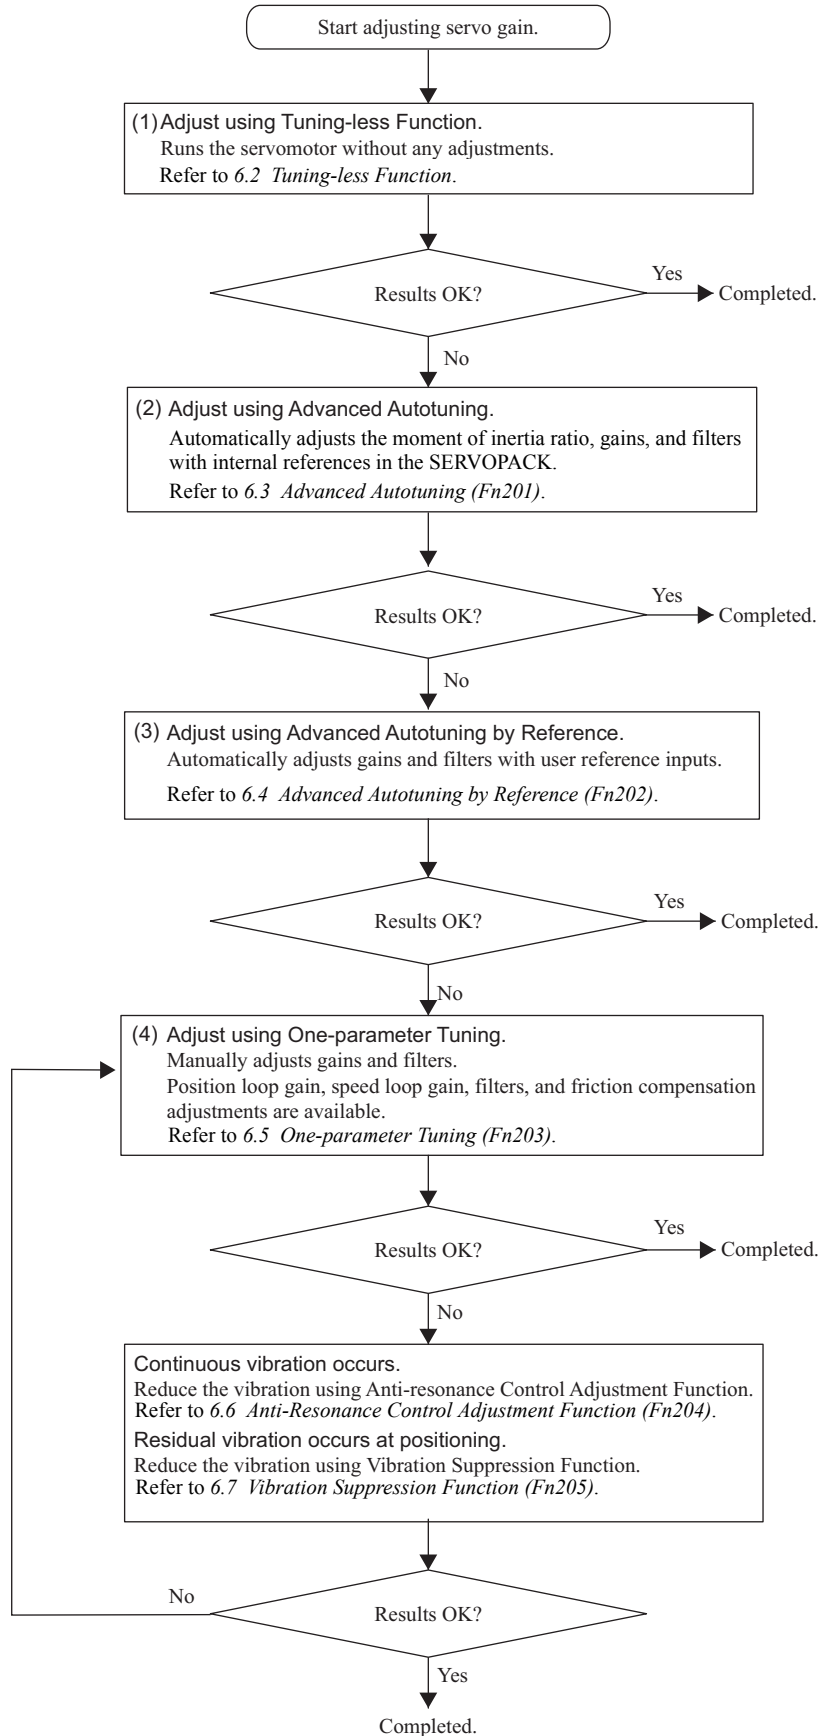 Start adjusting servo gain.
(1) Adjust using Tuning-less Function.
Runs the servomotor without any adjustments.
Refer to 6.2 Tuning-less Function.
Results OK?
Yes
Completed.
No
(2) Adjust using Advanced Autotuning.
Automatically adjusts the moment of inertia ratio, gains, and filters
with internal references in the SERVOPACK.
Refer to 6.3 Advanced Autotuning (Fn201).
Results OK?
Yes
Completed.
No
(3) Adjust using Advanced Autotuning by Reference.
Automatically adjusts gains and filters with user reference inputs.
Refer to 6.4 Advanced Autotuning by Reference (Fn202).
Results OK?
Yes
Completed.
No
(4) Adjust using One-parameter Tuning.
Manually adjusts gains and filters.
Position loop gain, speed loop gain, filters, and friction compensation
adjustments are available.
Refer to 6.5 One-parameter Tuning (Fn203).
Results OK?
Yes
Completed.
No
Continuous vibration occurs.
Reduce the vibration using Anti-resonance Control Adjustment Function.
Refer to 6.6 Anti-Resonance Control Adjustment Function (Fn204).
Residual vibration occurs at positioning.
Reduce the vibration using Vibration Suppression Function.
Refer to 6.7 Vibration Suppression Function (Fn205).
No
Results OK?
Yes
Completed.